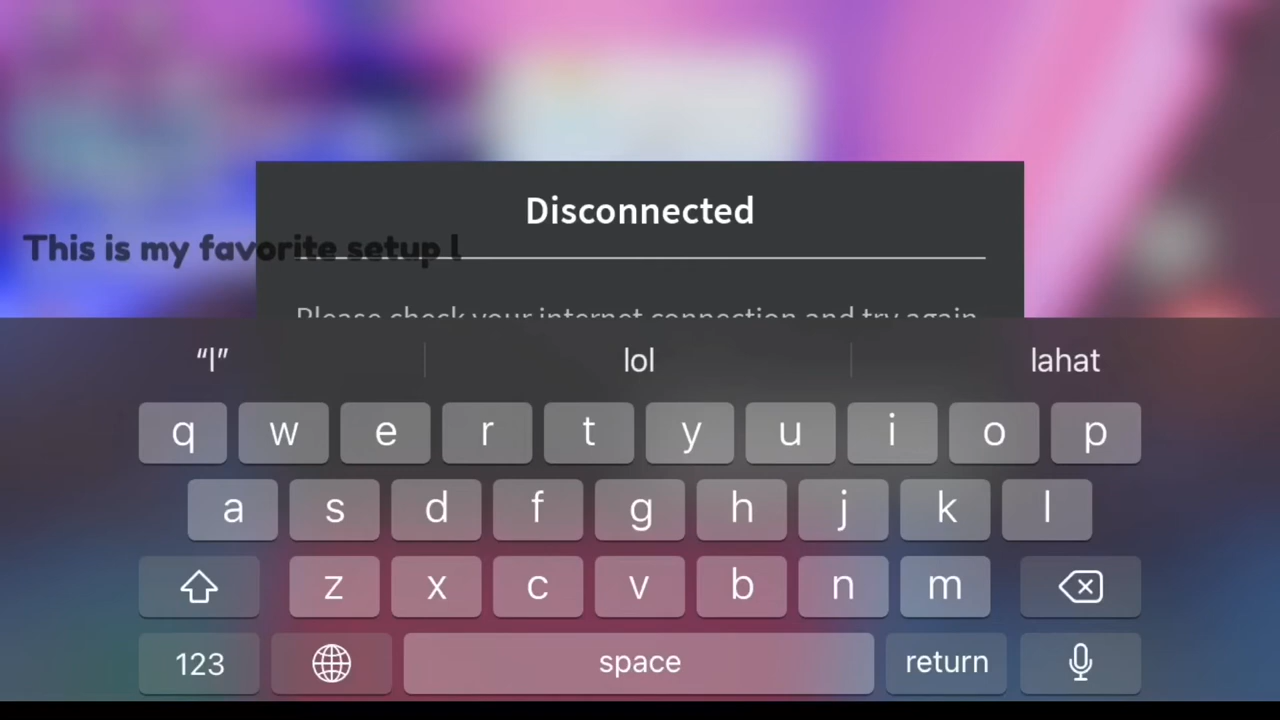 Disconnected
This is my favorite setup l
Please check your internet connection and try again
“l” lol lahat
q w e r t y u i o p
a s d f g h j k l
z x c v b n m
123 space return